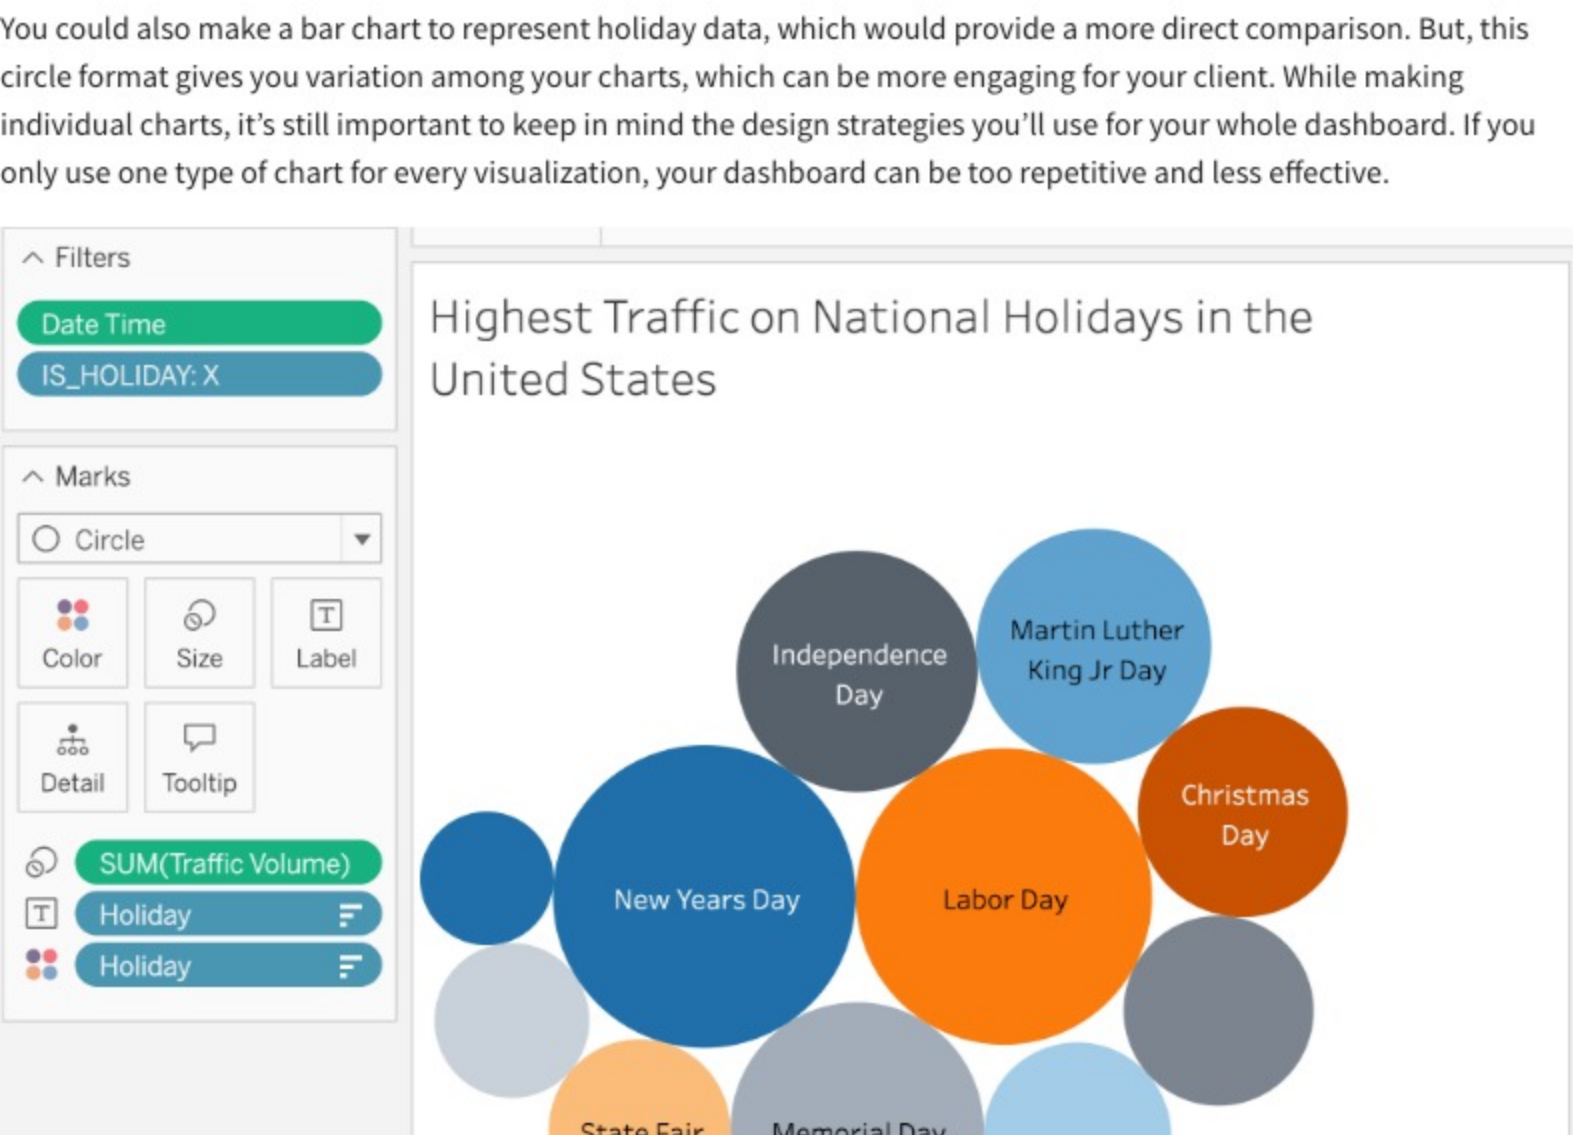 You could also make a bar chart to represent holiday data, which would provide a more direct comparison. But, this
circle format gives you variation among your charts, which can be more engaging for your client. While making
individual charts, it’s still important to keep in mind the design strategies you’ll use for your whole dashboard. If you
only use one type of chart for every visualization, your dashboard can be too repetitive and less effective.
Filters
Date Time
IS_HOLIDAY: X
Marks
Circle
Color
Size
Label
Detail
Tooltip
SUM(Traffic Volume)
Holiday
Holiday
Highest Traffic on National Holidays in the
United States
Independence
Day
Martin Luther
King Jr Day
Christmas
Day
New Years Day
Labor Day
State Fair
Memorial Day